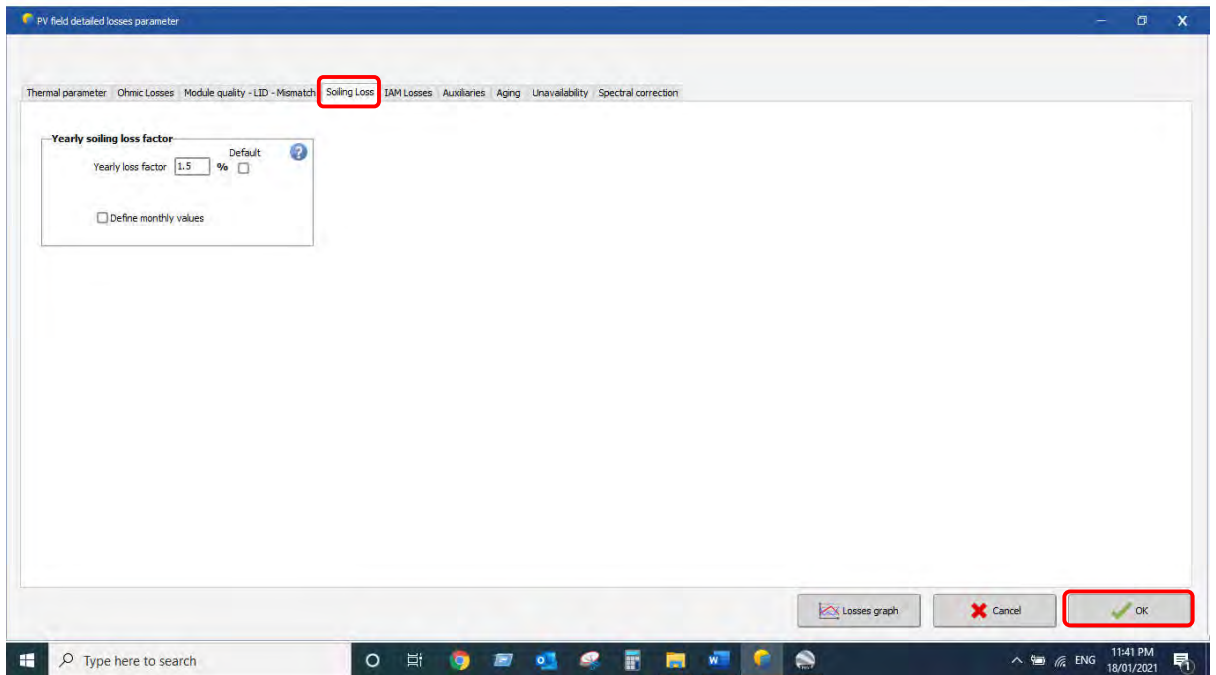 PV field detailed losses parameter
Thermal parameter Ohmic Losses Module quality - LID - Mismatch Soiling Loss IAM Losses Auxiliaries Aging Unavailability Spectral correction
Yearly soiling loss factor
Default
Yearly loss factor 1.5 %
?
Define monthly values
Losses graph Cancel OK
Type here to search
ENG
11:41 PM
18/01/2021
1